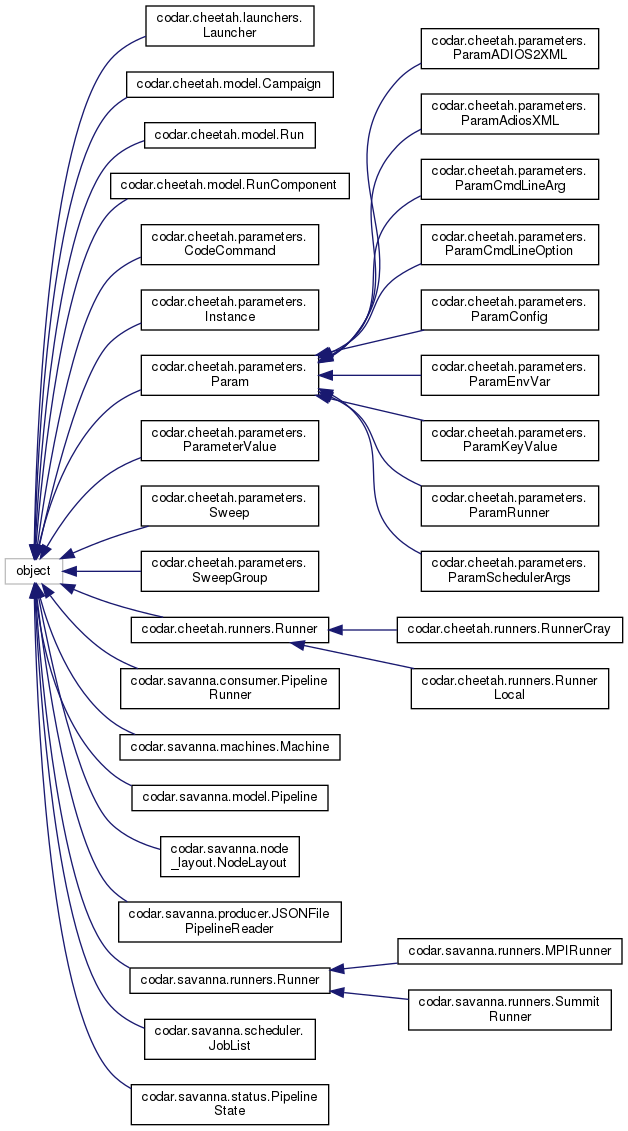 object
codar.cheetah.launchers.
Launcher
codar.cheetah.model.Campaign
codar.cheetah.model.Run
codar.cheetah.model.RunComponent
codar.cheetah.parameters.
CodeCommand
codar.cheetah.parameters.
Instance
codar.cheetah.parameters.
Param
codar.cheetah.parameters.
ParameterValue
codar.cheetah.parameters.
Sweep
codar.cheetah.parameters.
SweepGroup
codar.cheetah.runners.Runner
codar.savanna.consumer.Pipeline
Runner
codar.savanna.machines.Machine
codar.savanna.model.Pipeline
codar.savanna.node
_layout.NodeLayout
codar.savanna.producer.JSONFile
PipelineReader
codar.savanna.runners.Runner
codar.savanna.scheduler.
JobList
codar.savanna.status.Pipeline
State
codar.cheetah.parameters.
ParamADIOS2XML
codar.cheetah.parameters.
ParamAdiosXML
codar.cheetah.parameters.
ParamCmdLineArg
codar.cheetah.parameters.
ParamCmdLineOption
codar.cheetah.parameters.
ParamConfig
codar.cheetah.parameters.
ParamEnvVar
codar.cheetah.parameters.
ParamKeyValue
codar.cheetah.parameters.
ParamRunner
codar.cheetah.parameters.
ParamSchedulerArgs
codar.cheetah.runners.RunnerCray
codar.cheetah.runners.Runner
Local
codar.savanna.runners.MPIRunner
codar.savanna.runners.Summit
Runner